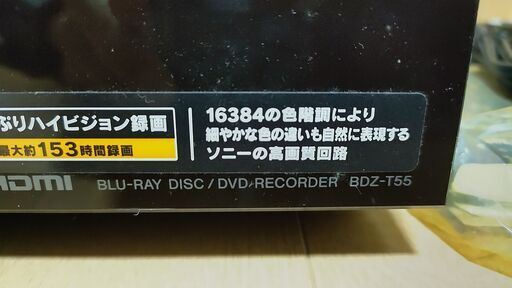 ぷりハイビジョン録画
最大約153時間録画
16384の色階調により
細やかな色の違いも自然に表現する
ソニーの高画質回路
HDMI
BLU-RAY DISC / DVD RECORDER BDZ-T55